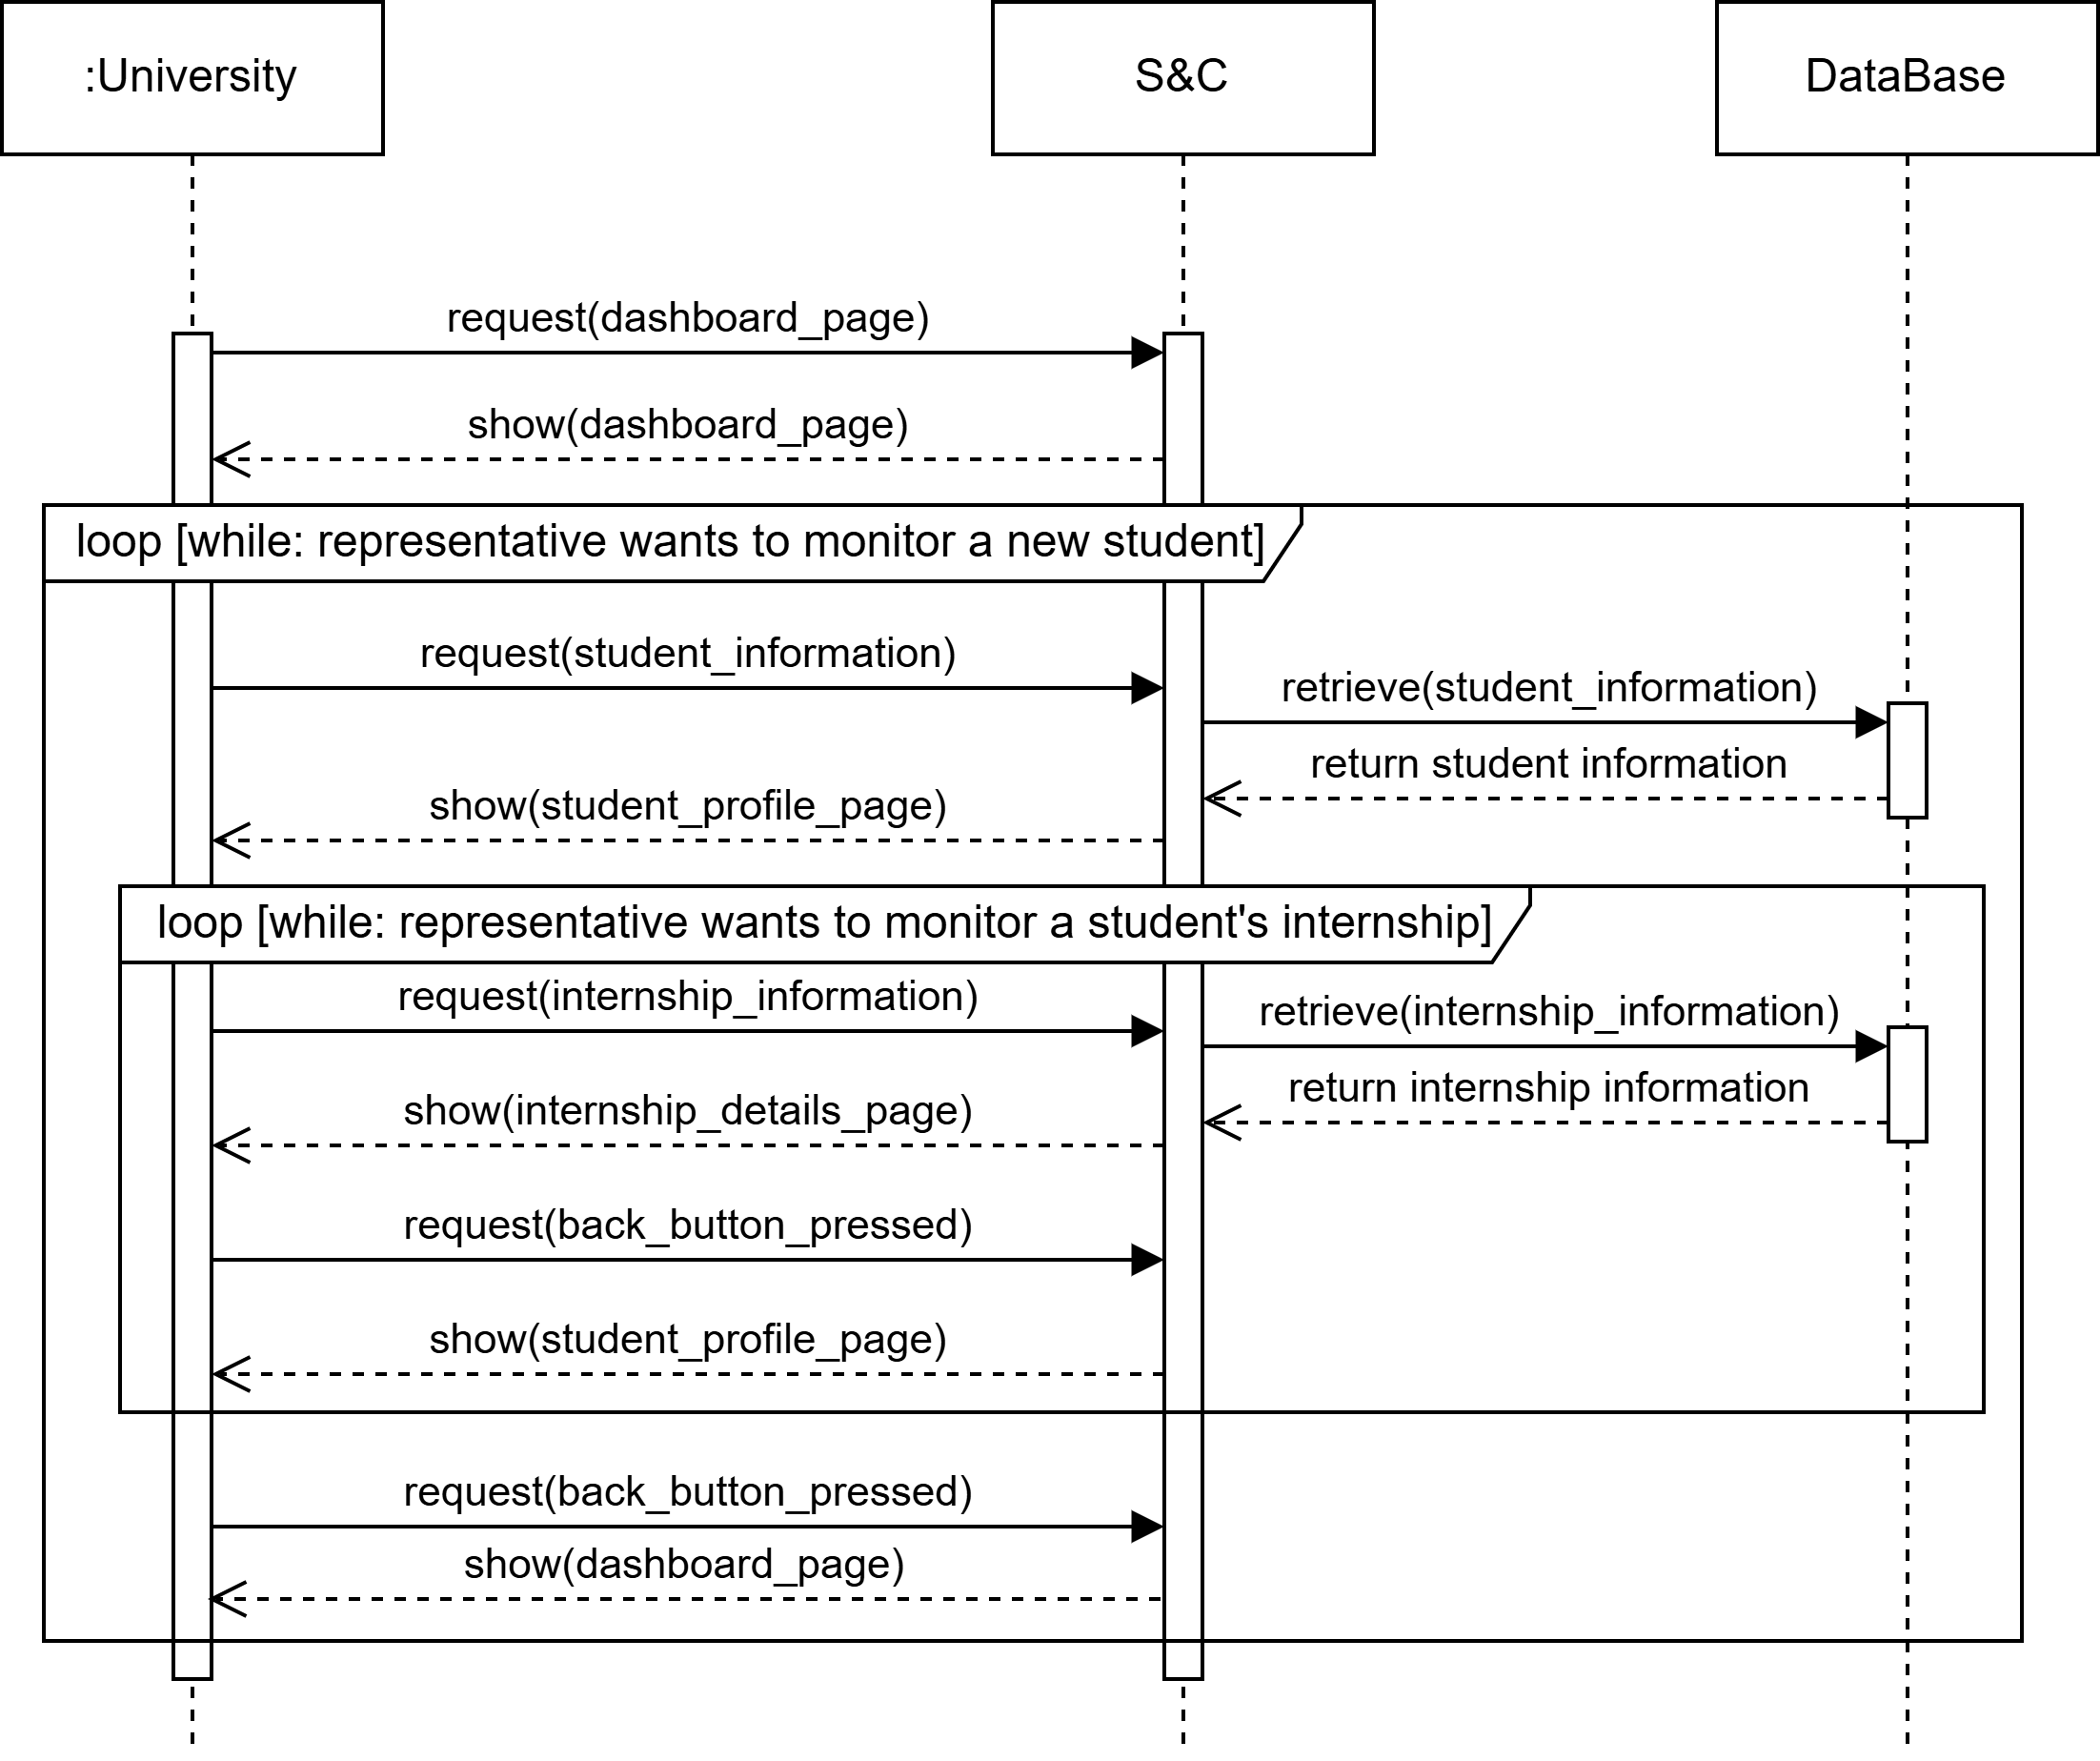 :University
S&C
DataBase
request(dashboard_page)
show(dashboard_page)
loop [while: representative wants to monitor a new student]
request(student_information)
retrieve(student_information)
return student information
show(student_profile_page)
loop [while: representative wants to monitor a student's internship]
request(internship_information)
retrieve(internship_information)
return internship information
show(internship_details_page)
request(back_button_pressed)
show(student_profile_page)
request(back_button_pressed)
show(dashboard_page)